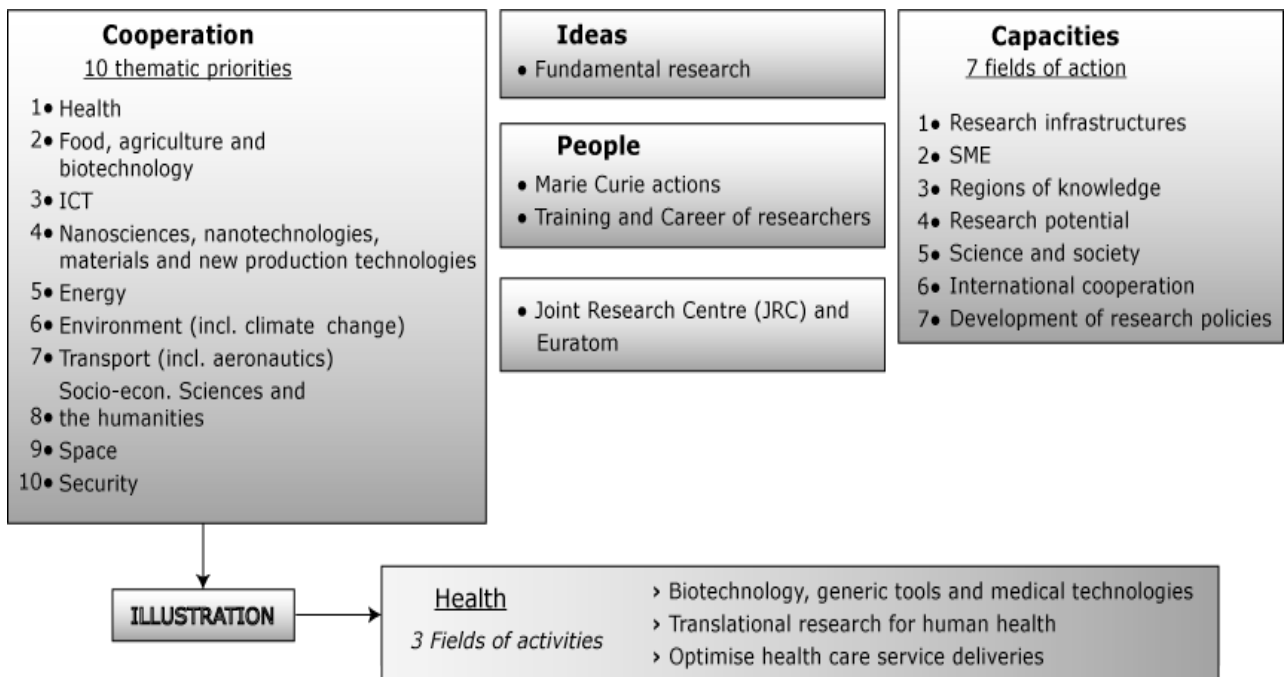 Cooperation
10 thematic priorities
1• Health
2• Food, agriculture and
biotechnology
3• ICT
4• Nanosciences, nanotechnologies,
materials and new production technologies
5• Energy
6• Environment (incl. climate change)
7• Transport (incl. aeronautics)
Socio-econ. Sciences and
8• the humanities
9• Space
10• Security
Ideas
• Fundamental research
People
• Marie Curie actions
• Training and Career of researchers
• Joint Research Centre (JRC) and
Euratom
Capacities
7 fields of action
1• Research infrastructures
2• SME
3• Regions of knowledge
4• Research potential
5• Science and society
6• International cooperation
7• Development of research policies
ILLUSTRATION
Health
3 Fields of activities
› Biotechnology, generic tools and medical technologies
› Translational research for human health
› Optimise health care service deliveries